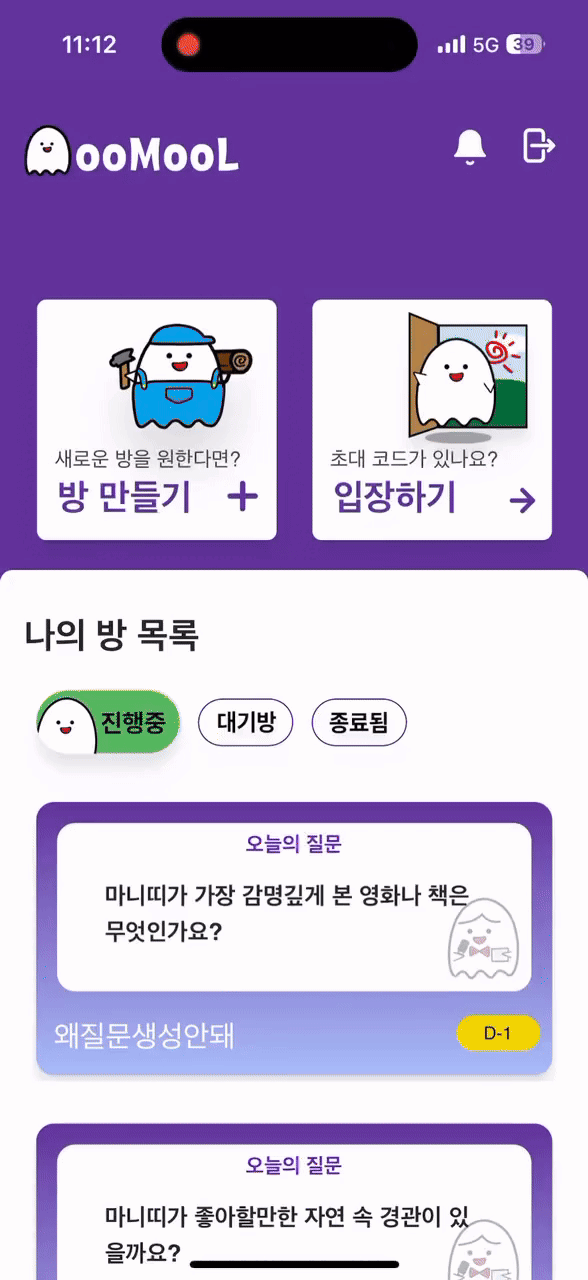 11:12
5G 39
ooMooL
새로운 방을 원한다면?
방 만들기
초대 코드가 있나요?
입장하기
나의 방 목록
진행중 대기방 종료됨
오늘의 질문
마니띠가 가장 감명깊게 본 영화나 책은
무엇인가요?
왜질문생성안돼
D-1
오늘의 질문
마니띠가 좋아할만한 자연 속 경관이 있
을까요?